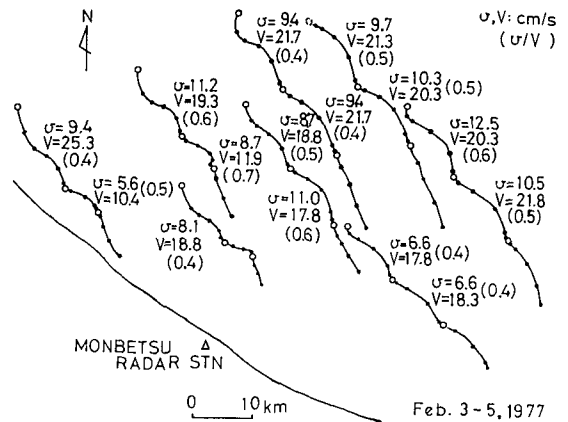 N
σ,V: cm/s
(σ/V)
σ= 9.4
V=21.7
(0.4)
σ= 9.7
V=21.3
(0.5)
σ=11.2
V=19.3
(0.6)
σ=10.3
V=20.3
(0.5)
σ= 9.4
V=25.3
(0.4)
σ=8.7
V=11.9
(0.7)
σ= 8.7
V=18.8
(0.5)
σ= 9.4
V=21.7
(0.4)
σ=12.5
V=20.3
(0.6)
σ=5.6
V=10.4
(0.5)
σ=8.1
V=18.8
(0.4)
σ=11.0
V=17.8
(0.6)
σ=10.5
V=21.8
(0.5)
σ=6.6
V=17.8
(0.4)
σ=6.6
V=18.3
(0.4)
MONBETSU
RADAR STN
0 10 km
Feb. 3-5, 1977